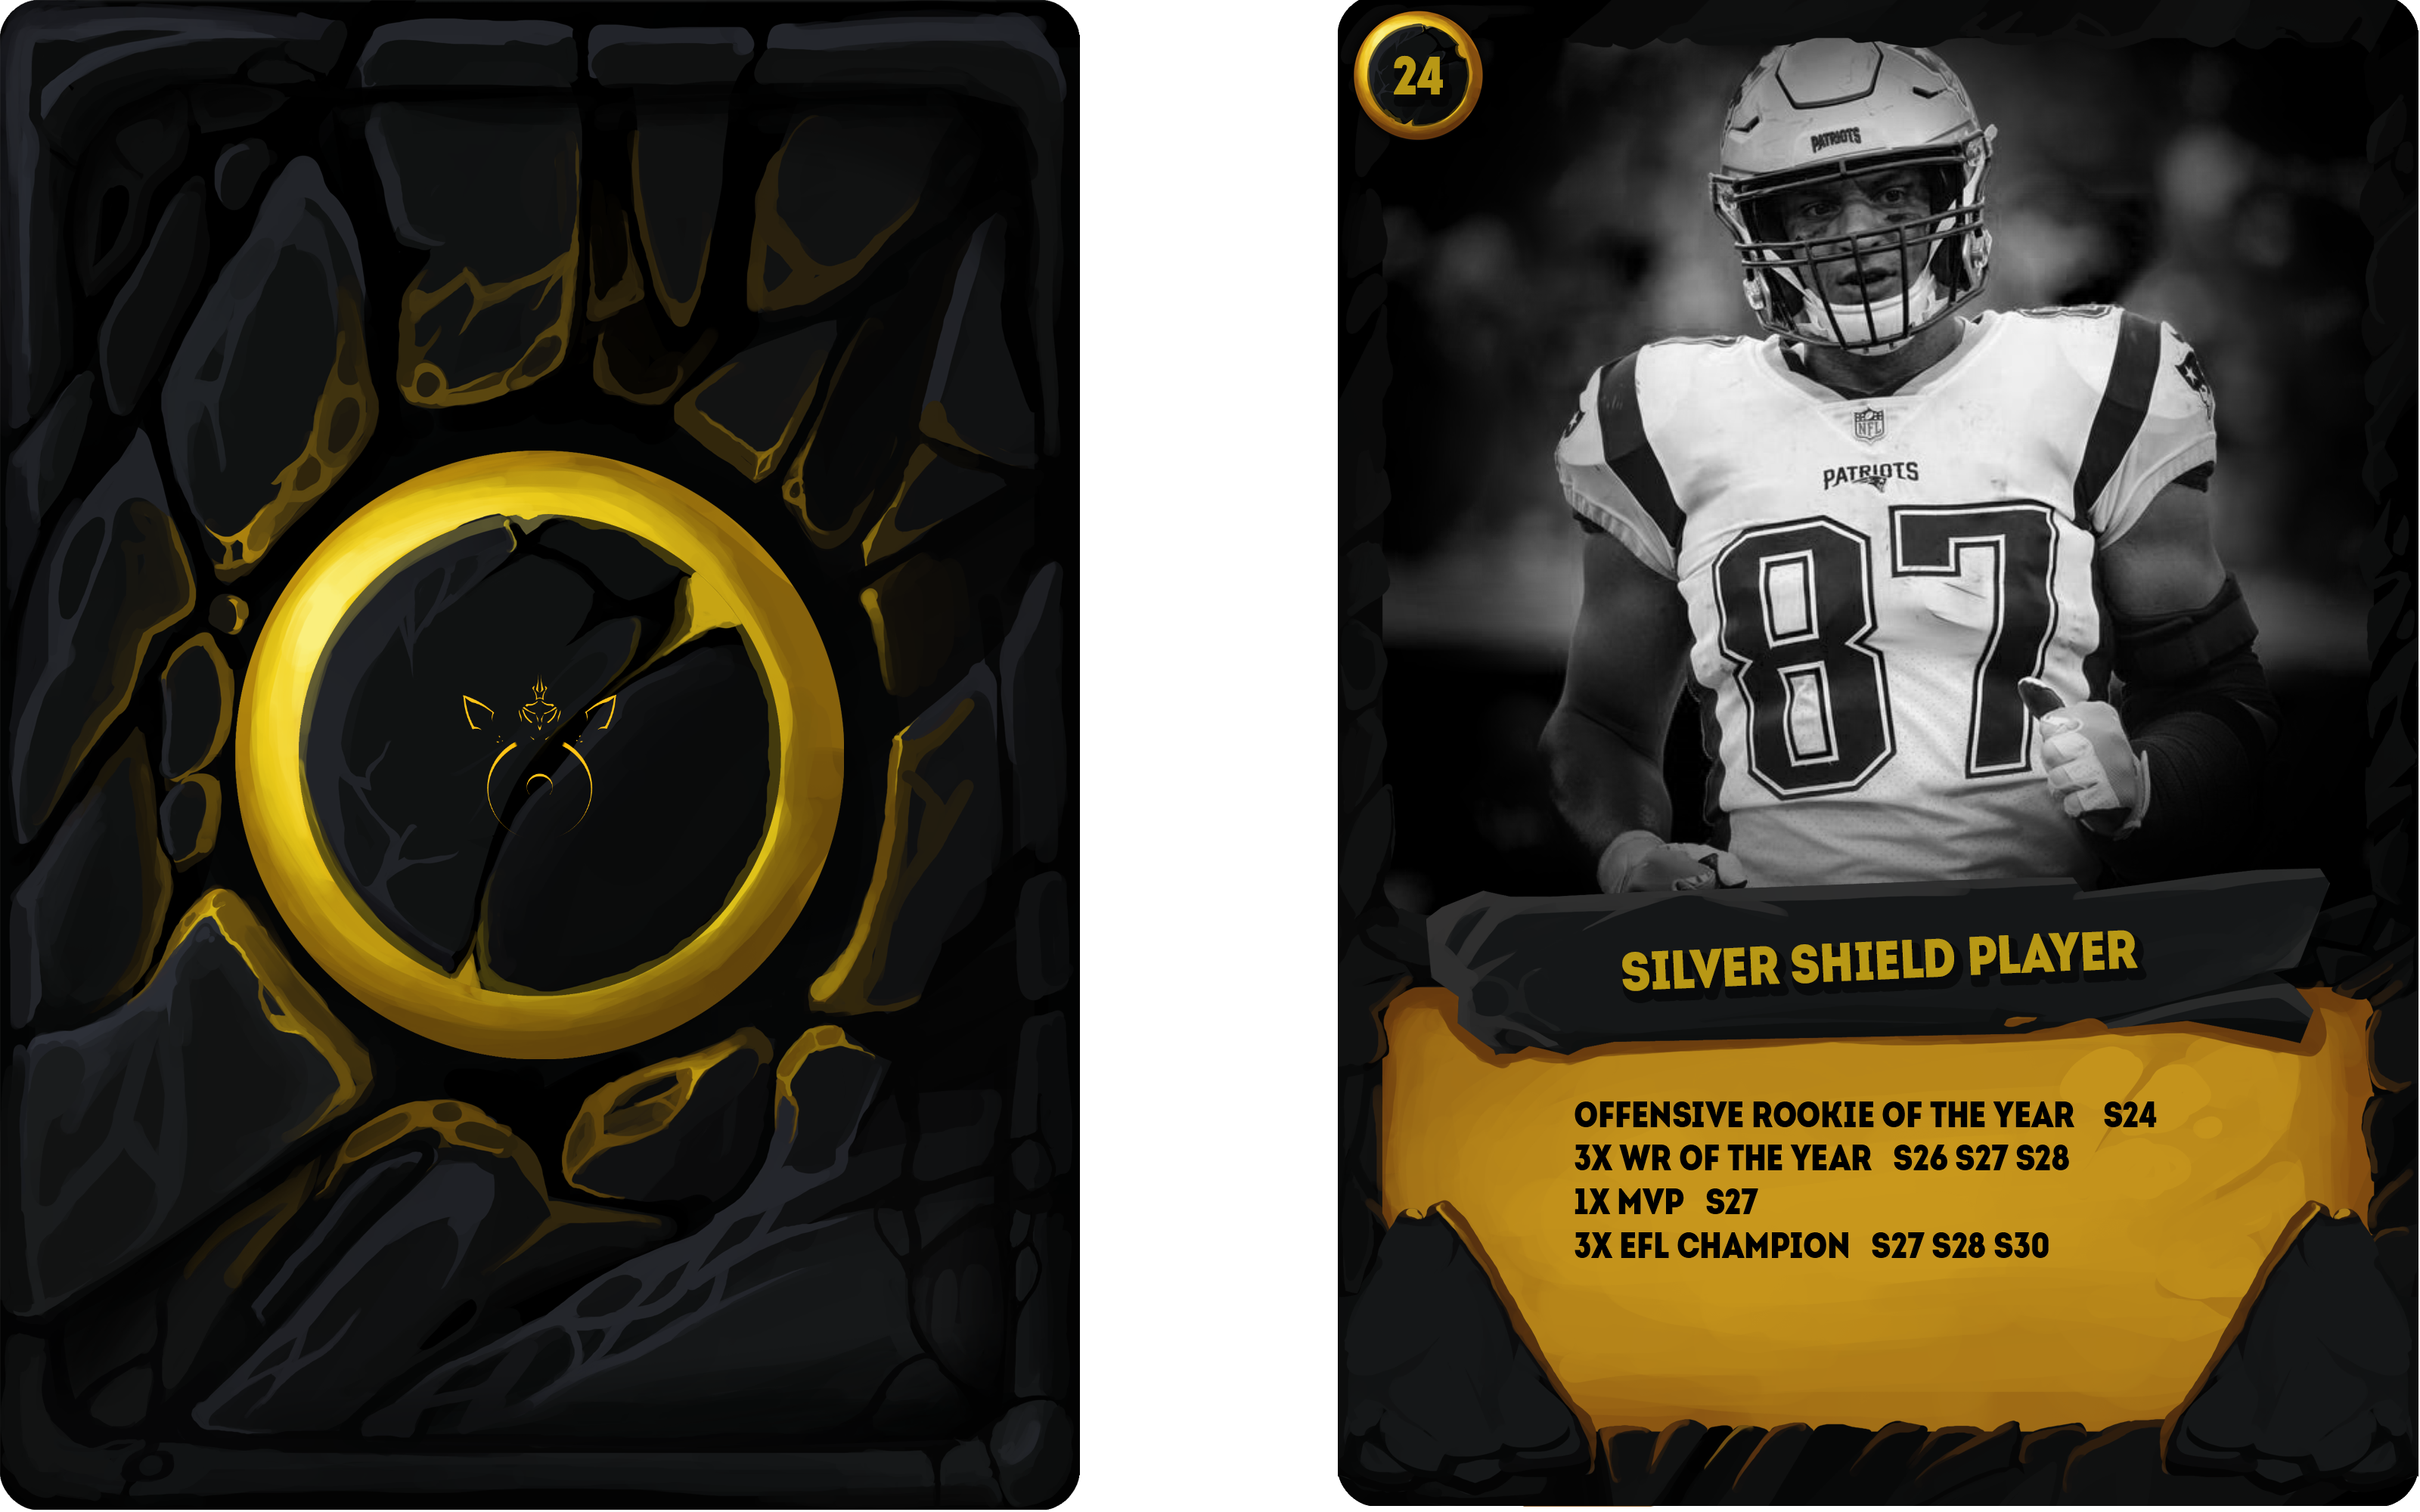 24
PATRIOTS
NFL
PATRIOTS
87
SILVER SHIELD PLAYER
OFFENSIVE ROOKIE OF THE YEAR S24
3X WR OF THE YEAR S26 S27 S28
1X MVP S27
3X EFL CHAMPION S27 S28 S30